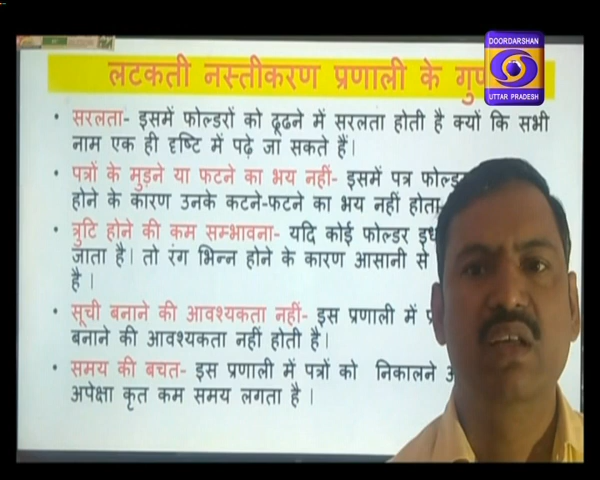 DOORDARSHAN
UTTAR PRADESH
लटकती नस्तीकरण प्रणाली के
• सरलता- इसमें फोल्डरों को ढूढने में सरलता होती है क्यों कि सभी
नाम एक ही दृष्टि में पढ़े जा सकते हैं।
• पत्रों के मुड़ने या फटने का भय नहीं- इसमें पत्र
होने के कारण उनके कटने-फटने का भय नहीं होता
• त्रुटि होने की कम सम्भावना- यदि कोई फोल्डर
जाता है। तो रंग भिन्न होने के कारण आसानी से
है ।
• सूची बनाने की आवश्यकता नहीं- इस प्रणाली में
बनाने की आवश्यकता नहीं होती है।
• समय की बचत- इस प्रणाली में पत्रों को निकालने
अपेक्षा कृत कम समय लगता है ।